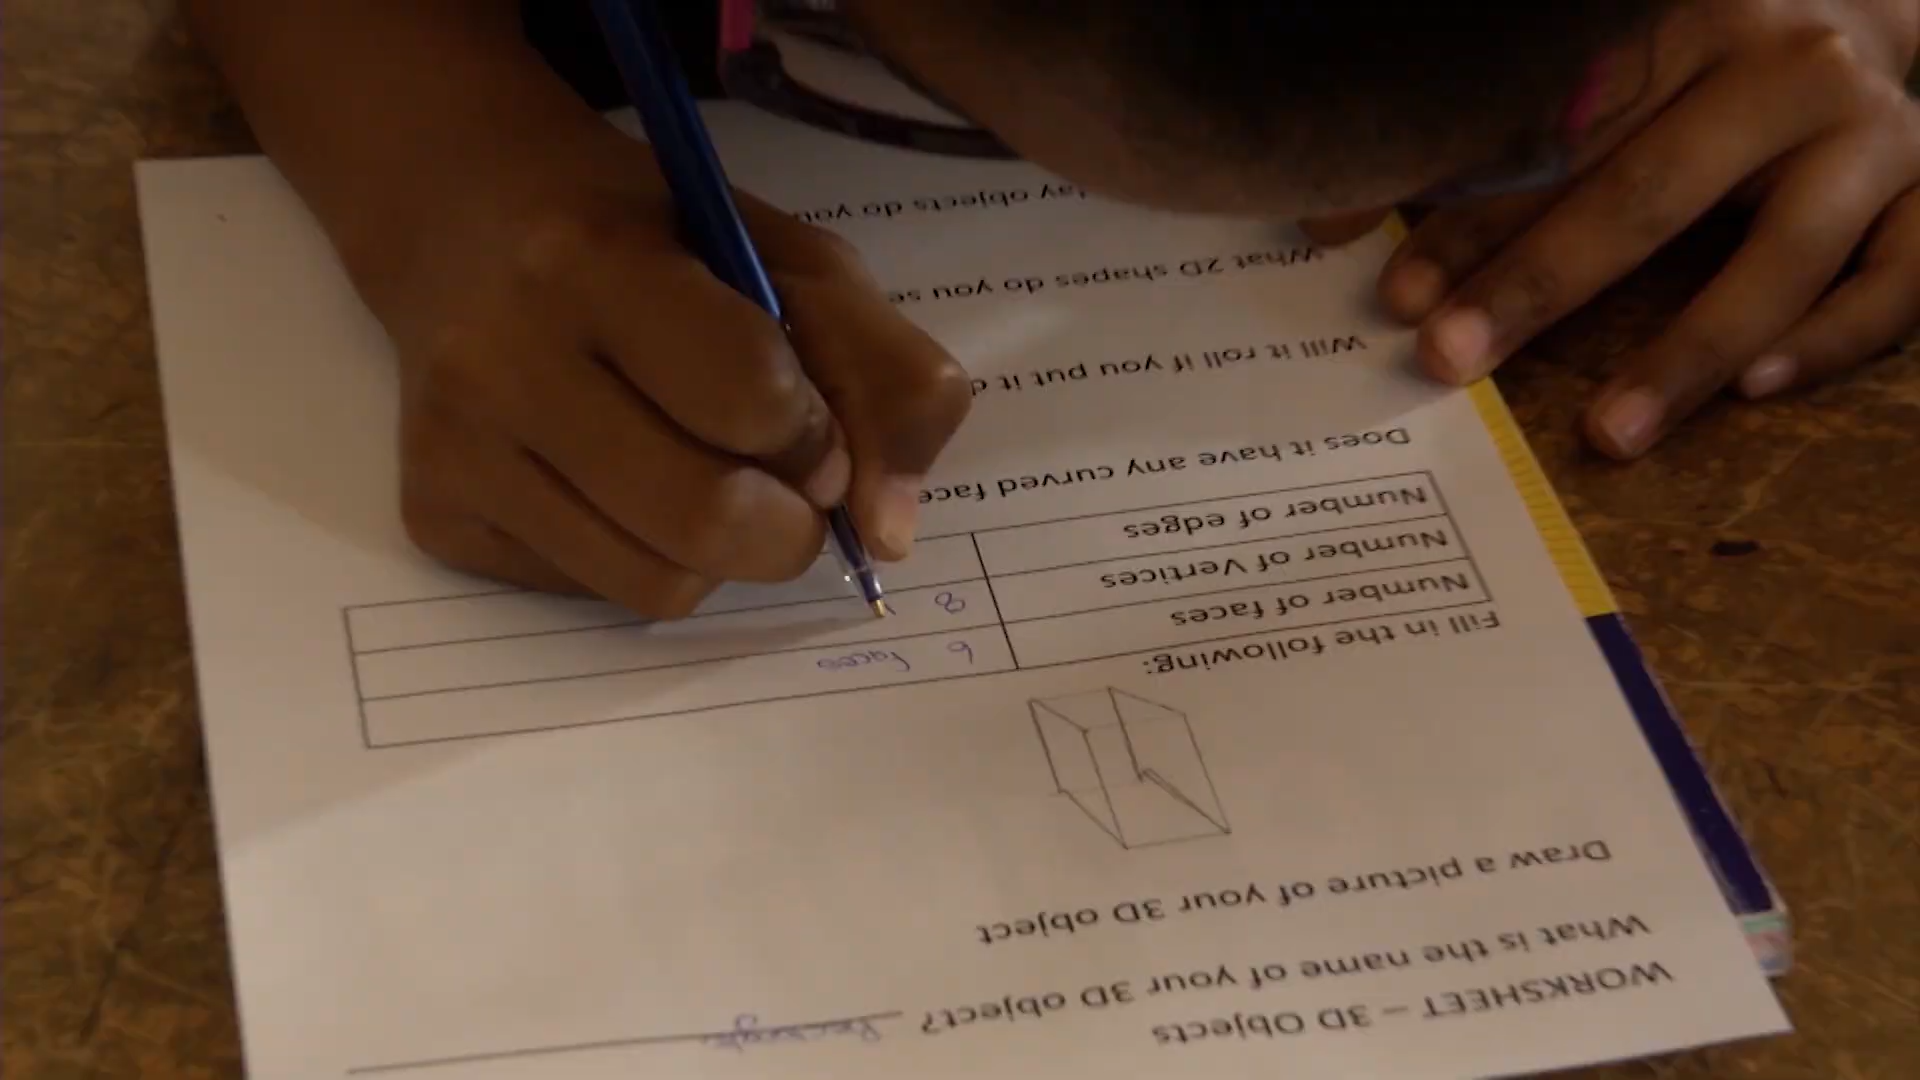 WORKSHEET – 3D Objects
What is the name of your 3D object?
Draw a picture of your 3D object
Fill in the following:
Number of faces 6 faces
Number of Vertices 8
Number of edges
Does it have any curved face
Will it roll if you put it d
What 2D shapes do you se
objects do you